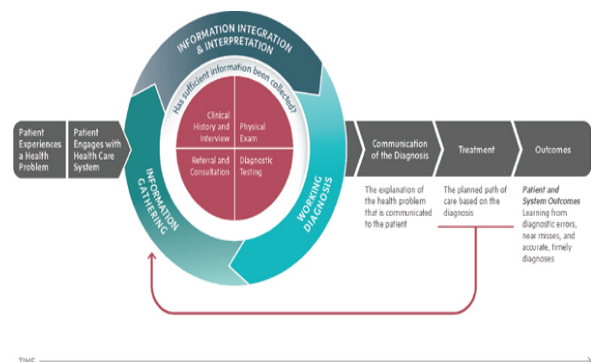 Patient
Experiences
a Health
Problem
Patient
Engages with
Health Care
System
INFORMATION INTEGRATION
& INTERPRETATION
Has sufficient information been collected?
Clinical
History and
Interview
Physical
Exam
Referral and
Consultation
Diagnostic
Testing
INFORMATION
GATHERING
WORKING
DIAGNOSIS
Communication
of the Diagnosis
The explanation of
the health problem
that is communicated
to the patient
Treatment
The planned path of
care based on the
diagnosis
Outcomes
Patient and
System Outcomes
Learning from
diagnostic errors,
near misses, and
accurate, timely
diagnoses
TIME